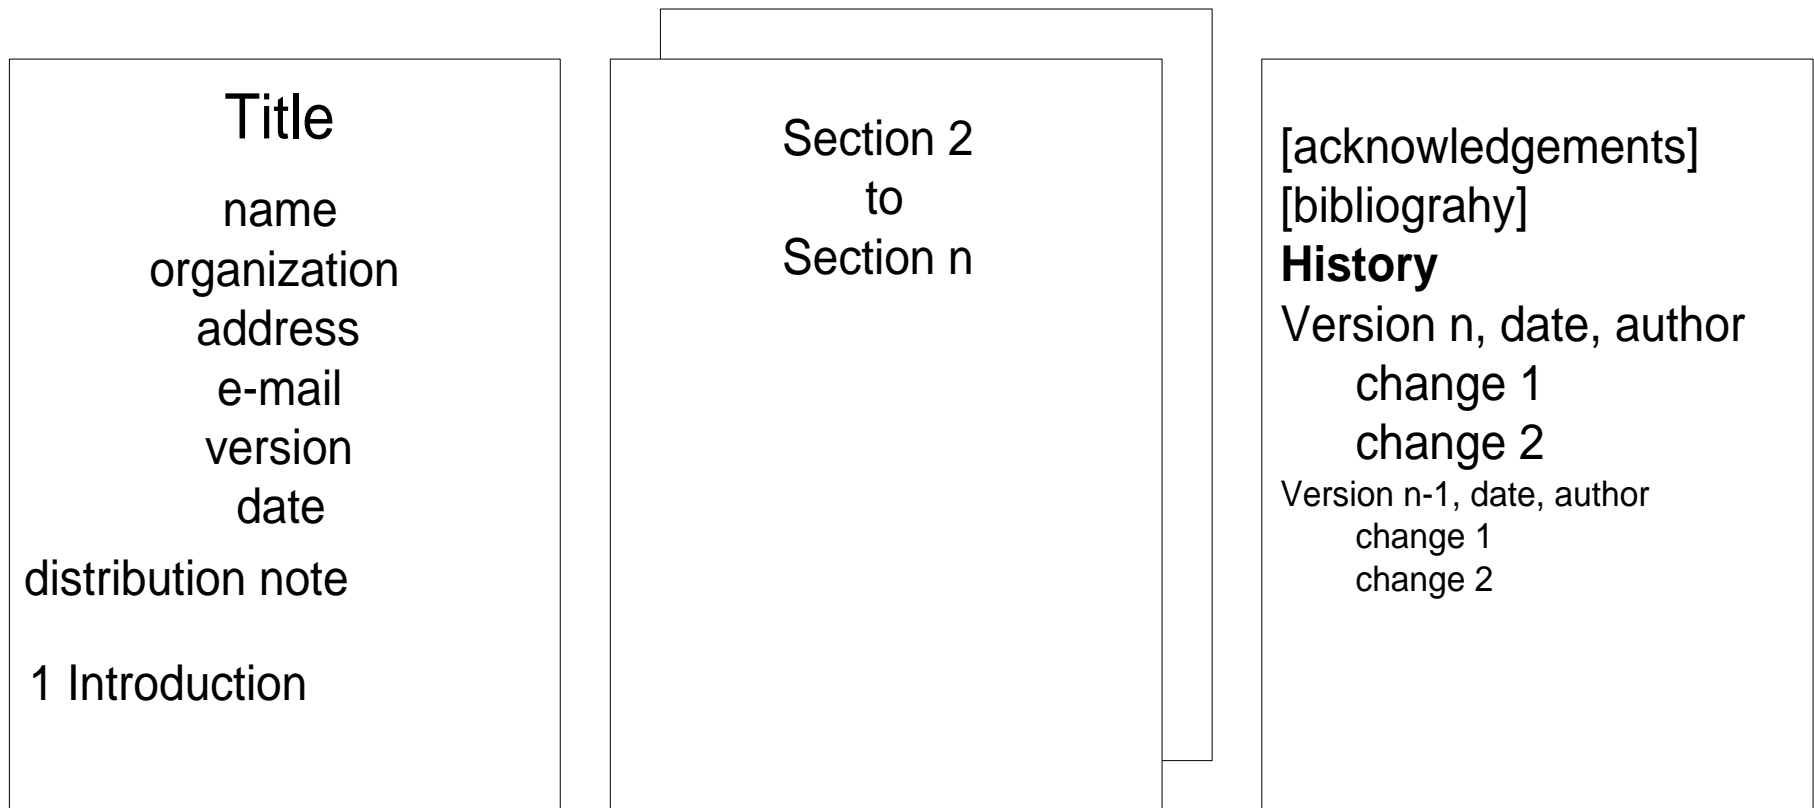 Title
name
organization
address
e-mail
version
date
distribution note
1 Introduction
Section 2
to
Section n
[acknowledgements]
[bibliograhy]
History
Version n, date, author
change 1
change 2
Version n-1, date, author
change 1
change 2